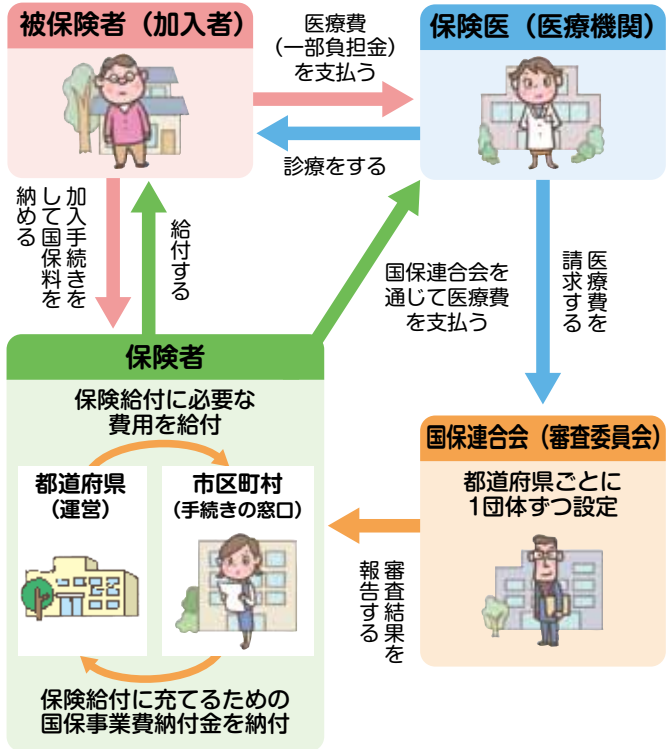 被保険者（加入者）
医療費
（一部負担金）
を支払う
保険医（医療機関）
診療をする
加入手続きを
して国保料を
納める
給付する
国保連合会を
通じて医療費
を支払う
医療費を
請求する
保険者
保険給付に必要な
費用を給付
都道府県
（運営）
市区町村
（手続きの窓口）
保険給付に充てるための
国保事業費納付金を納付
国保連合会（審査委員会）
都道府県ごとに
1団体ずつ設定
審査結果を
報告する